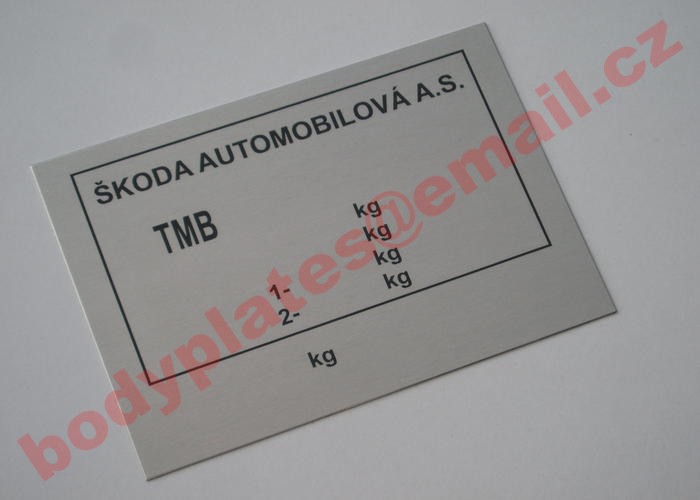 ŠKODA AUTOMOBILOVÁ A.S.
TMB
kg
kg
1- kg
2- kg
kg
bodyplates@email.cz